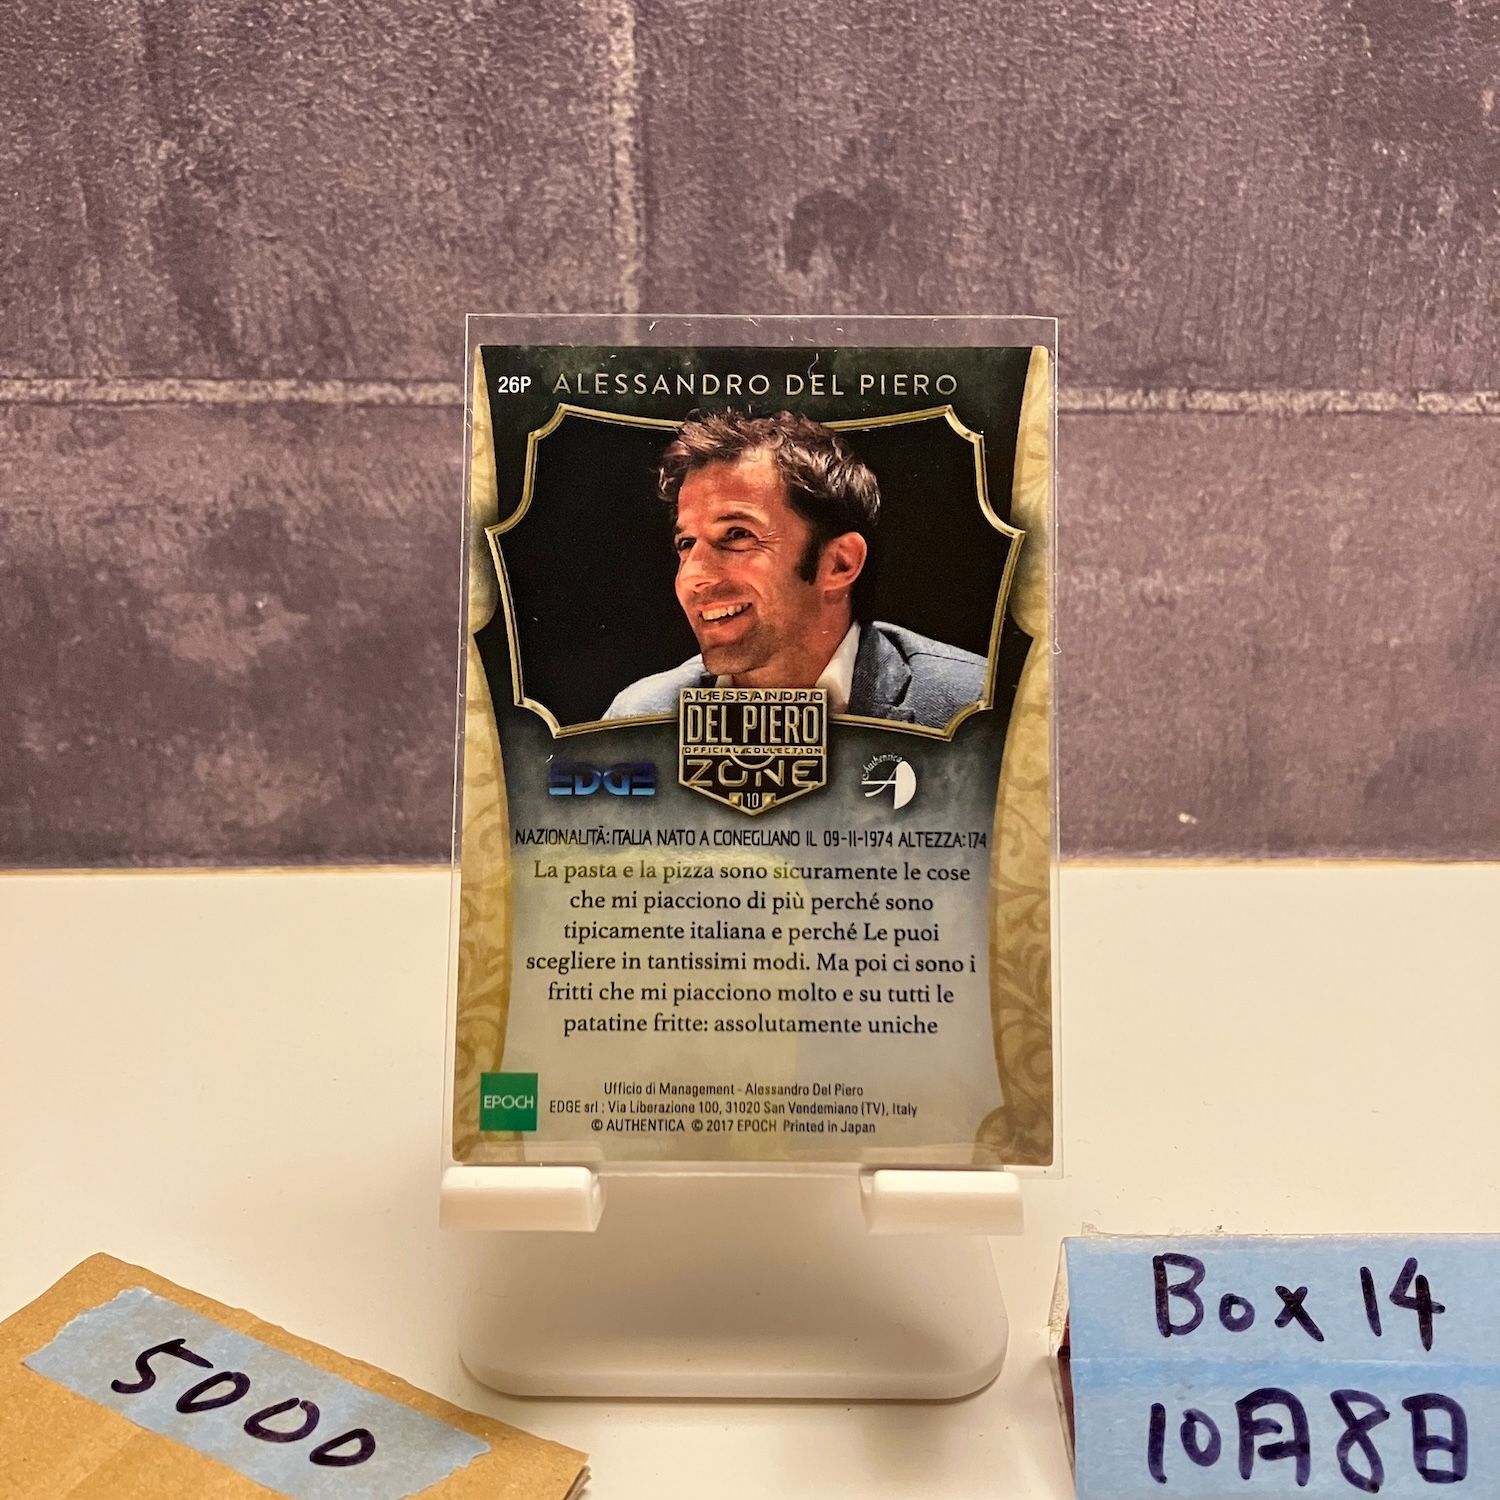 26P ALESSANDRO DEL PIERO
ALESSANDRO
DEL PIERO
OFFICIAL COLLECTION
ZONE
10
EDGE
Authentica
NAZIONALITÀ:ITALIA NATO A CONEGLIANO IL 09-11-1974 ALTEZZA:174
La pasta e la pizza sono sicuramente le cose
che mi piacciono di più perché sono
tipicamente italiana e perché Le puoi
scegliere in tantissimi modi. Ma poi ci sono i
fritti che mi piacciono molto e su tutti le
patatine fritte: assolutamente uniche
EPOCH
Ufficio di Management - Alessandro Del Piero
EDGE srl : Via Liberazione 100, 31020 San Vendemiano (TV), Italy
© AUTHENTICA © 2017 EPOCH Printed in Japan
5000
Box 14
10月8日